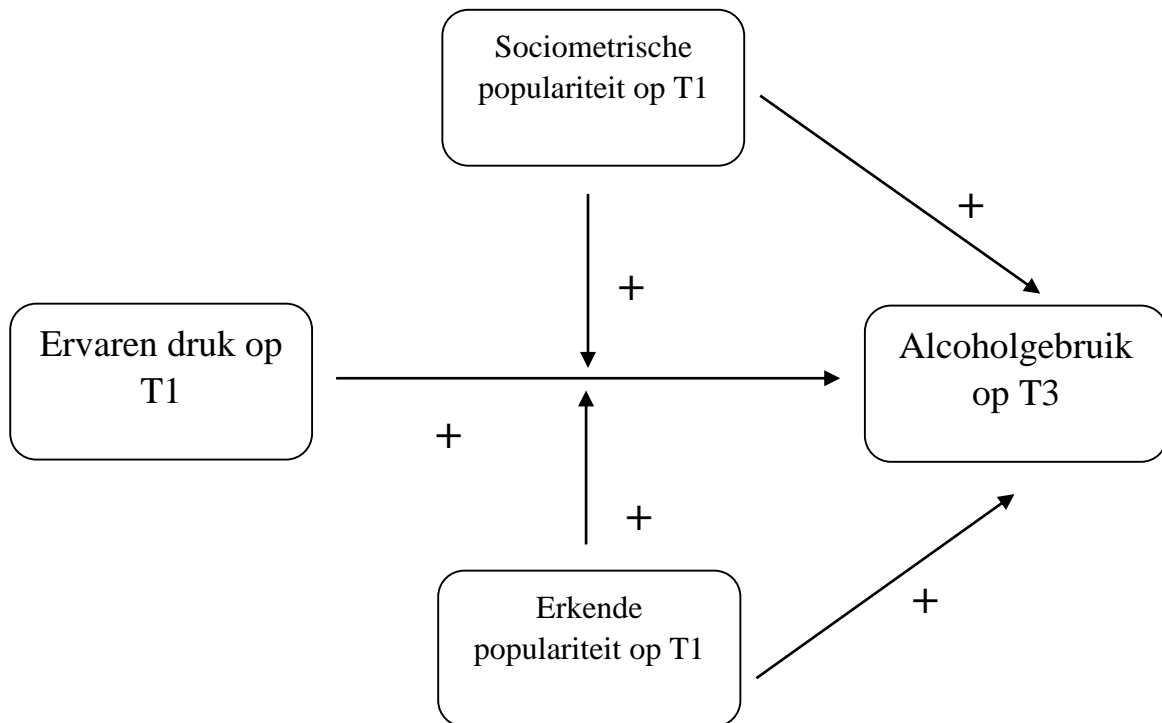 Sociometrische
populariteit op T1
+
+
Ervaren druk op
T1
Alcoholgebruik
op T3
+
+
Erkende
populariteit op T1
+